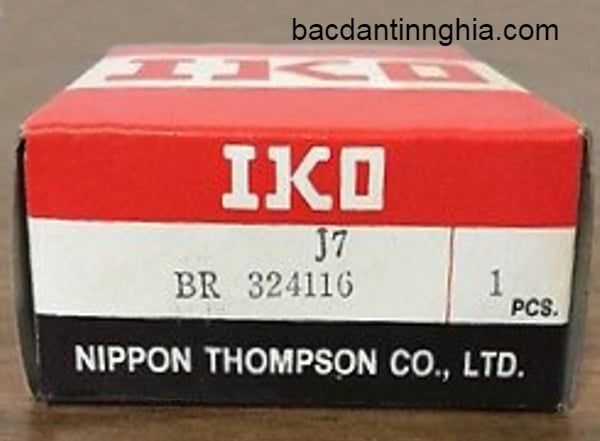 bacdantinnghia.com
IKO
IKO
J7
BR 324116
1 PCS.
NIPPON THOMPSON CO., LTD.